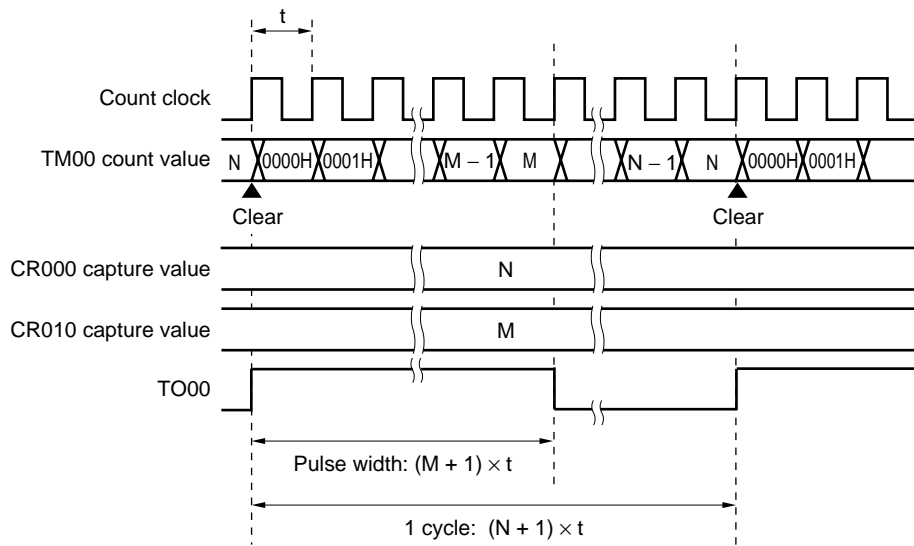 t
Count clock
TM00 count value N 0000H 0001H M – 1 M N – 1 N 0000H 0001H
Clear Clear
CR000 capture value N
CR010 capture value M
TO00
Pulse width: (M + 1) × t
1 cycle: (N + 1) × t